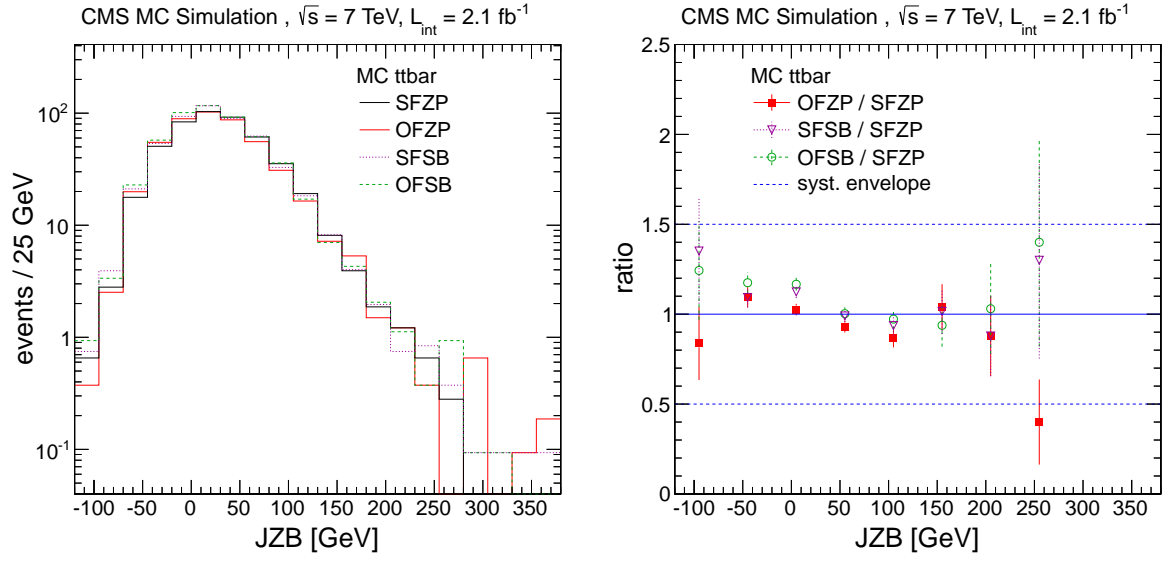 CMS MC Simulation , √s = 7 TeV, L_int = 2.1 fb⁻¹
events / 25 GeV
10²
10
1
10⁻¹
MC ttbar
SFZP
OFZP
SFSB
OFSB
-100 -50 0 50 100 150 200 250 300 350
JZB [GeV]
CMS MC Simulation , √s = 7 TeV, L_int = 2.1 fb⁻¹
ratio
2.5
2
1.5
1
0.5
0
MC ttbar
OFZP / SFZP
SFSB / SFZP
OFSB / SFZP
syst. envelope
-100 -50 0 50 100 150 200 250 300 350
JZB [GeV]